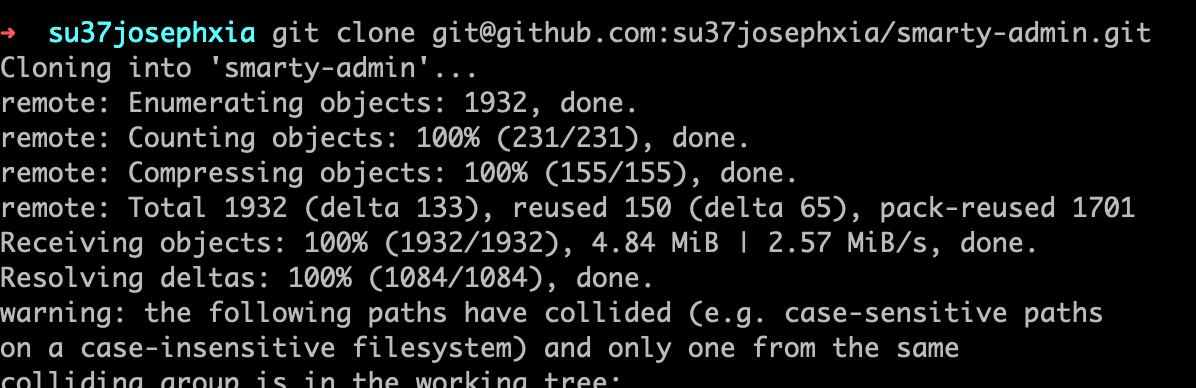 ➜  su37josephxia git clone git@github.com:su37josephxia/smarty-admin.git
Cloning into 'smarty-admin'...
remote: Enumerating objects: 1932, done.
remote: Counting objects: 100% (231/231), done.
remote: Compressing objects: 100% (155/155), done.
remote: Total 1932 (delta 133), reused 150 (delta 65), pack-reused 1701
Receiving objects: 100% (1932/1932), 4.84 MiB | 2.57 MiB/s, done.
Resolving deltas: 100% (1084/1084), done.
warning: the following paths have collided (e.g. case-sensitive paths
on a case-insensitive filesystem) and only one from the same
colliding group is in the working tree: